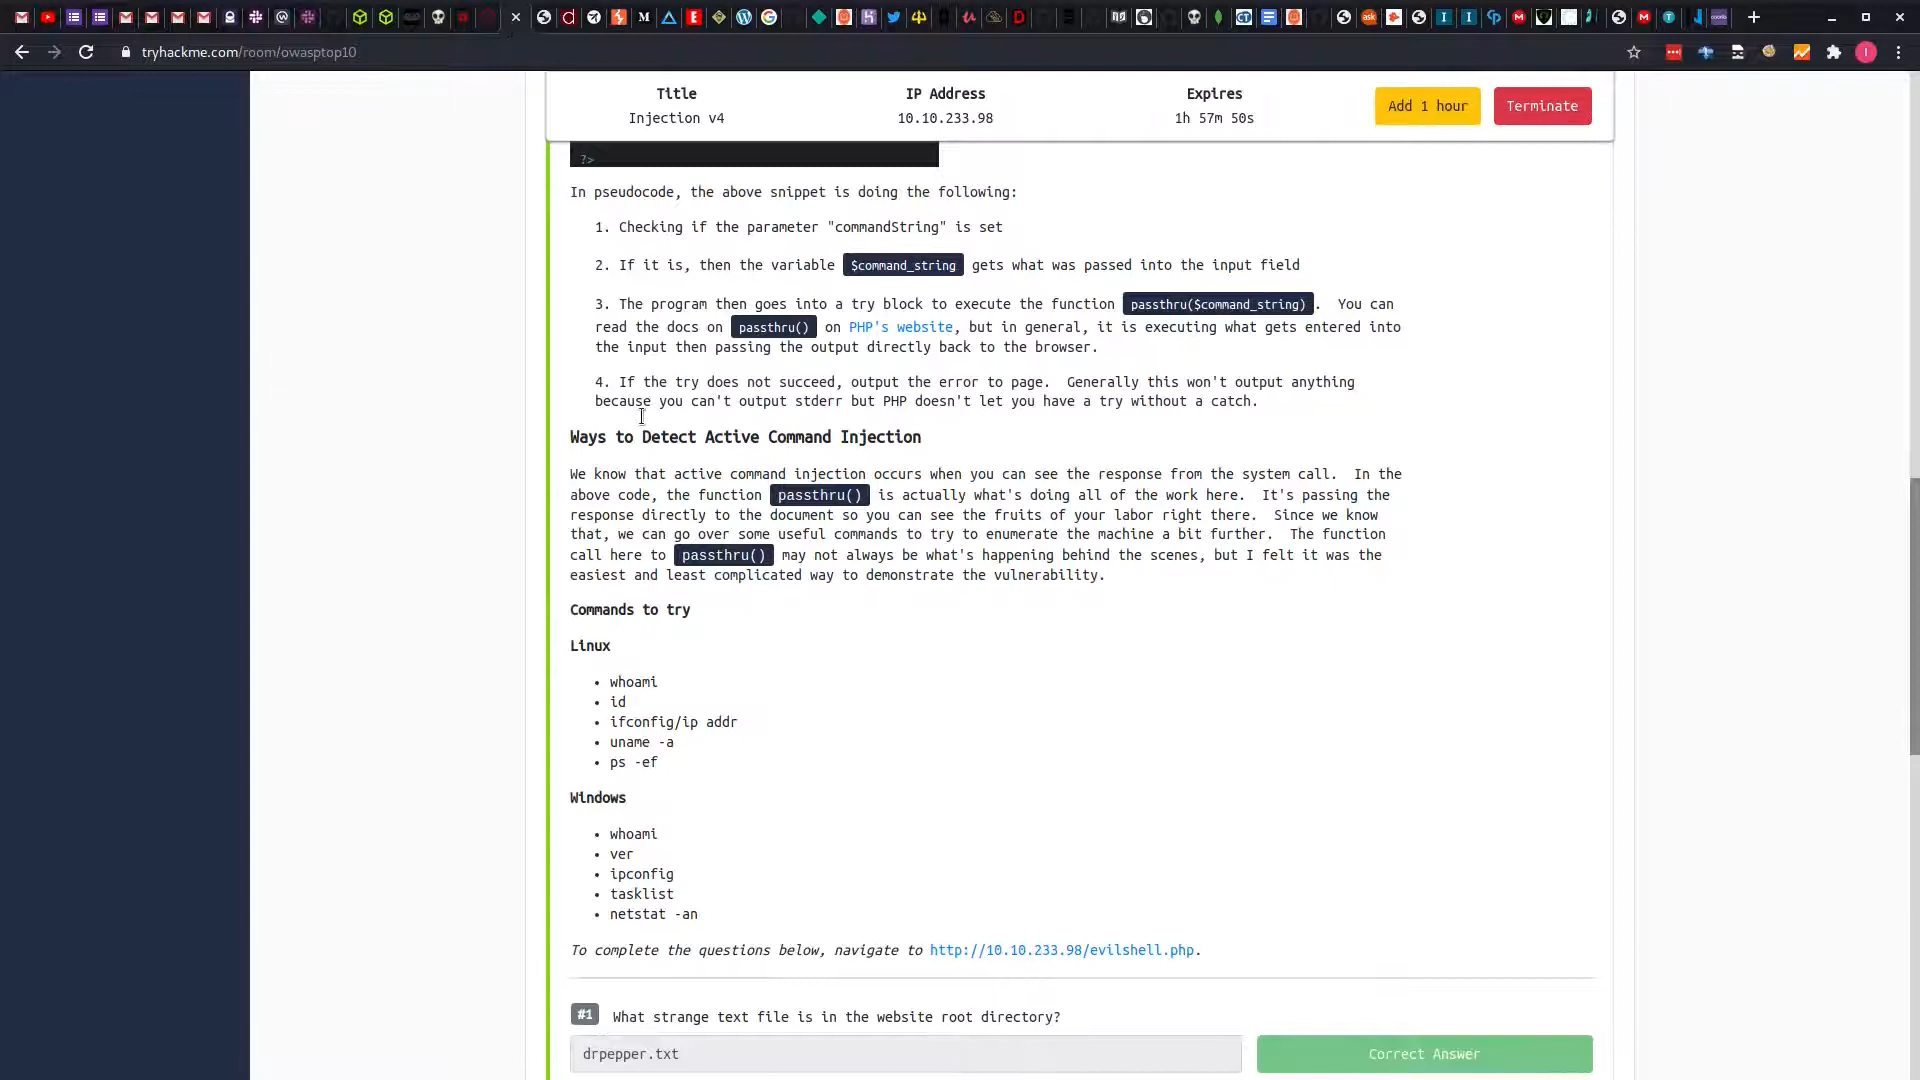 tryhackme.com/room/owasptop10
Title IP Address Expires
Injection v4 10.10.233.98 1h 57m 50s
Add 1 hour Terminate
?>
In pseudocode, the above snippet is doing the following:
1. Checking if the parameter "commandString" is set
2. If it is, then the variable $command_string gets what was passed into the input field
3. The program then goes into a try block to execute the function passthru($command_string). You can
read the docs on passthru() on PHP's website, but in general, it is executing what gets entered into
the input then passing the output directly back to the browser.
4. If the try does not succeed, output the error to page. Generally this won't output anything
because you can't output stderr but PHP doesn't let you have a try without a catch.
Ways to Detect Active Command Injection
We know that active command injection occurs when you can see the response from the system call. In the
above code, the function passthru() is actually what's doing all of the work here. It's passing the
response directly to the document so you can see the fruits of your labor right there. Since we know
that, we can go over some useful commands to try to enumerate the machine a bit further. The function
call here to passthru() may not always be what's happening behind the scenes, but I felt it was the
easiest and least complicated way to demonstrate the vulnerability.
Commands to try
Linux
• whoami
• id
• ifconfig/ip addr
• uname -a
• ps -ef
Windows
• whoami
• ver
• ipconfig
• tasklist
• netstat -an
To complete the questions below, navigate to http://10.10.233.98/evilshell.php.
#1 What strange text file is in the website root directory?
drpepper.txt Correct Answer